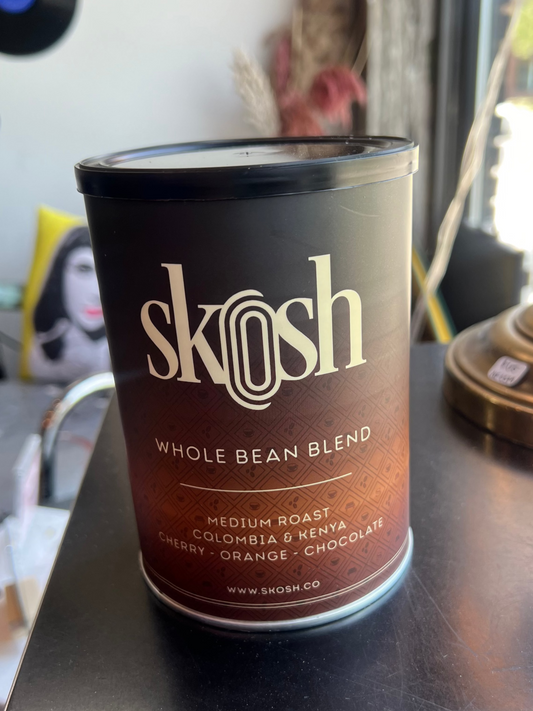 skosh
WHOLE BEAN BLEND
MEDIUM ROAST
COLOMBIA & KENYA
CHERRY - ORANGE - CHOCOLATE
WWW.SKOSH.CO